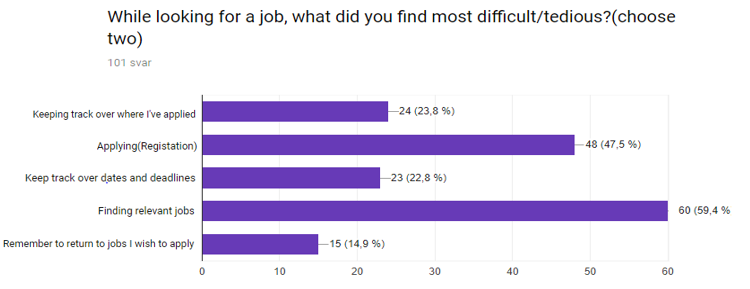 While looking for a job, what did you find most difficult/tedious?(choose
two)
101 svar
Keeping track over where I've applied
24 (23,8 %)
Applying(Registation)
48 (47,5 %)
Keep track over dates and deadlines
23 (22,8 %)
Finding relevant jobs
60 (59,4 %
Remember to return to jobs I wish to apply
15 (14,9 %)
0 10 20 30 40 50 60